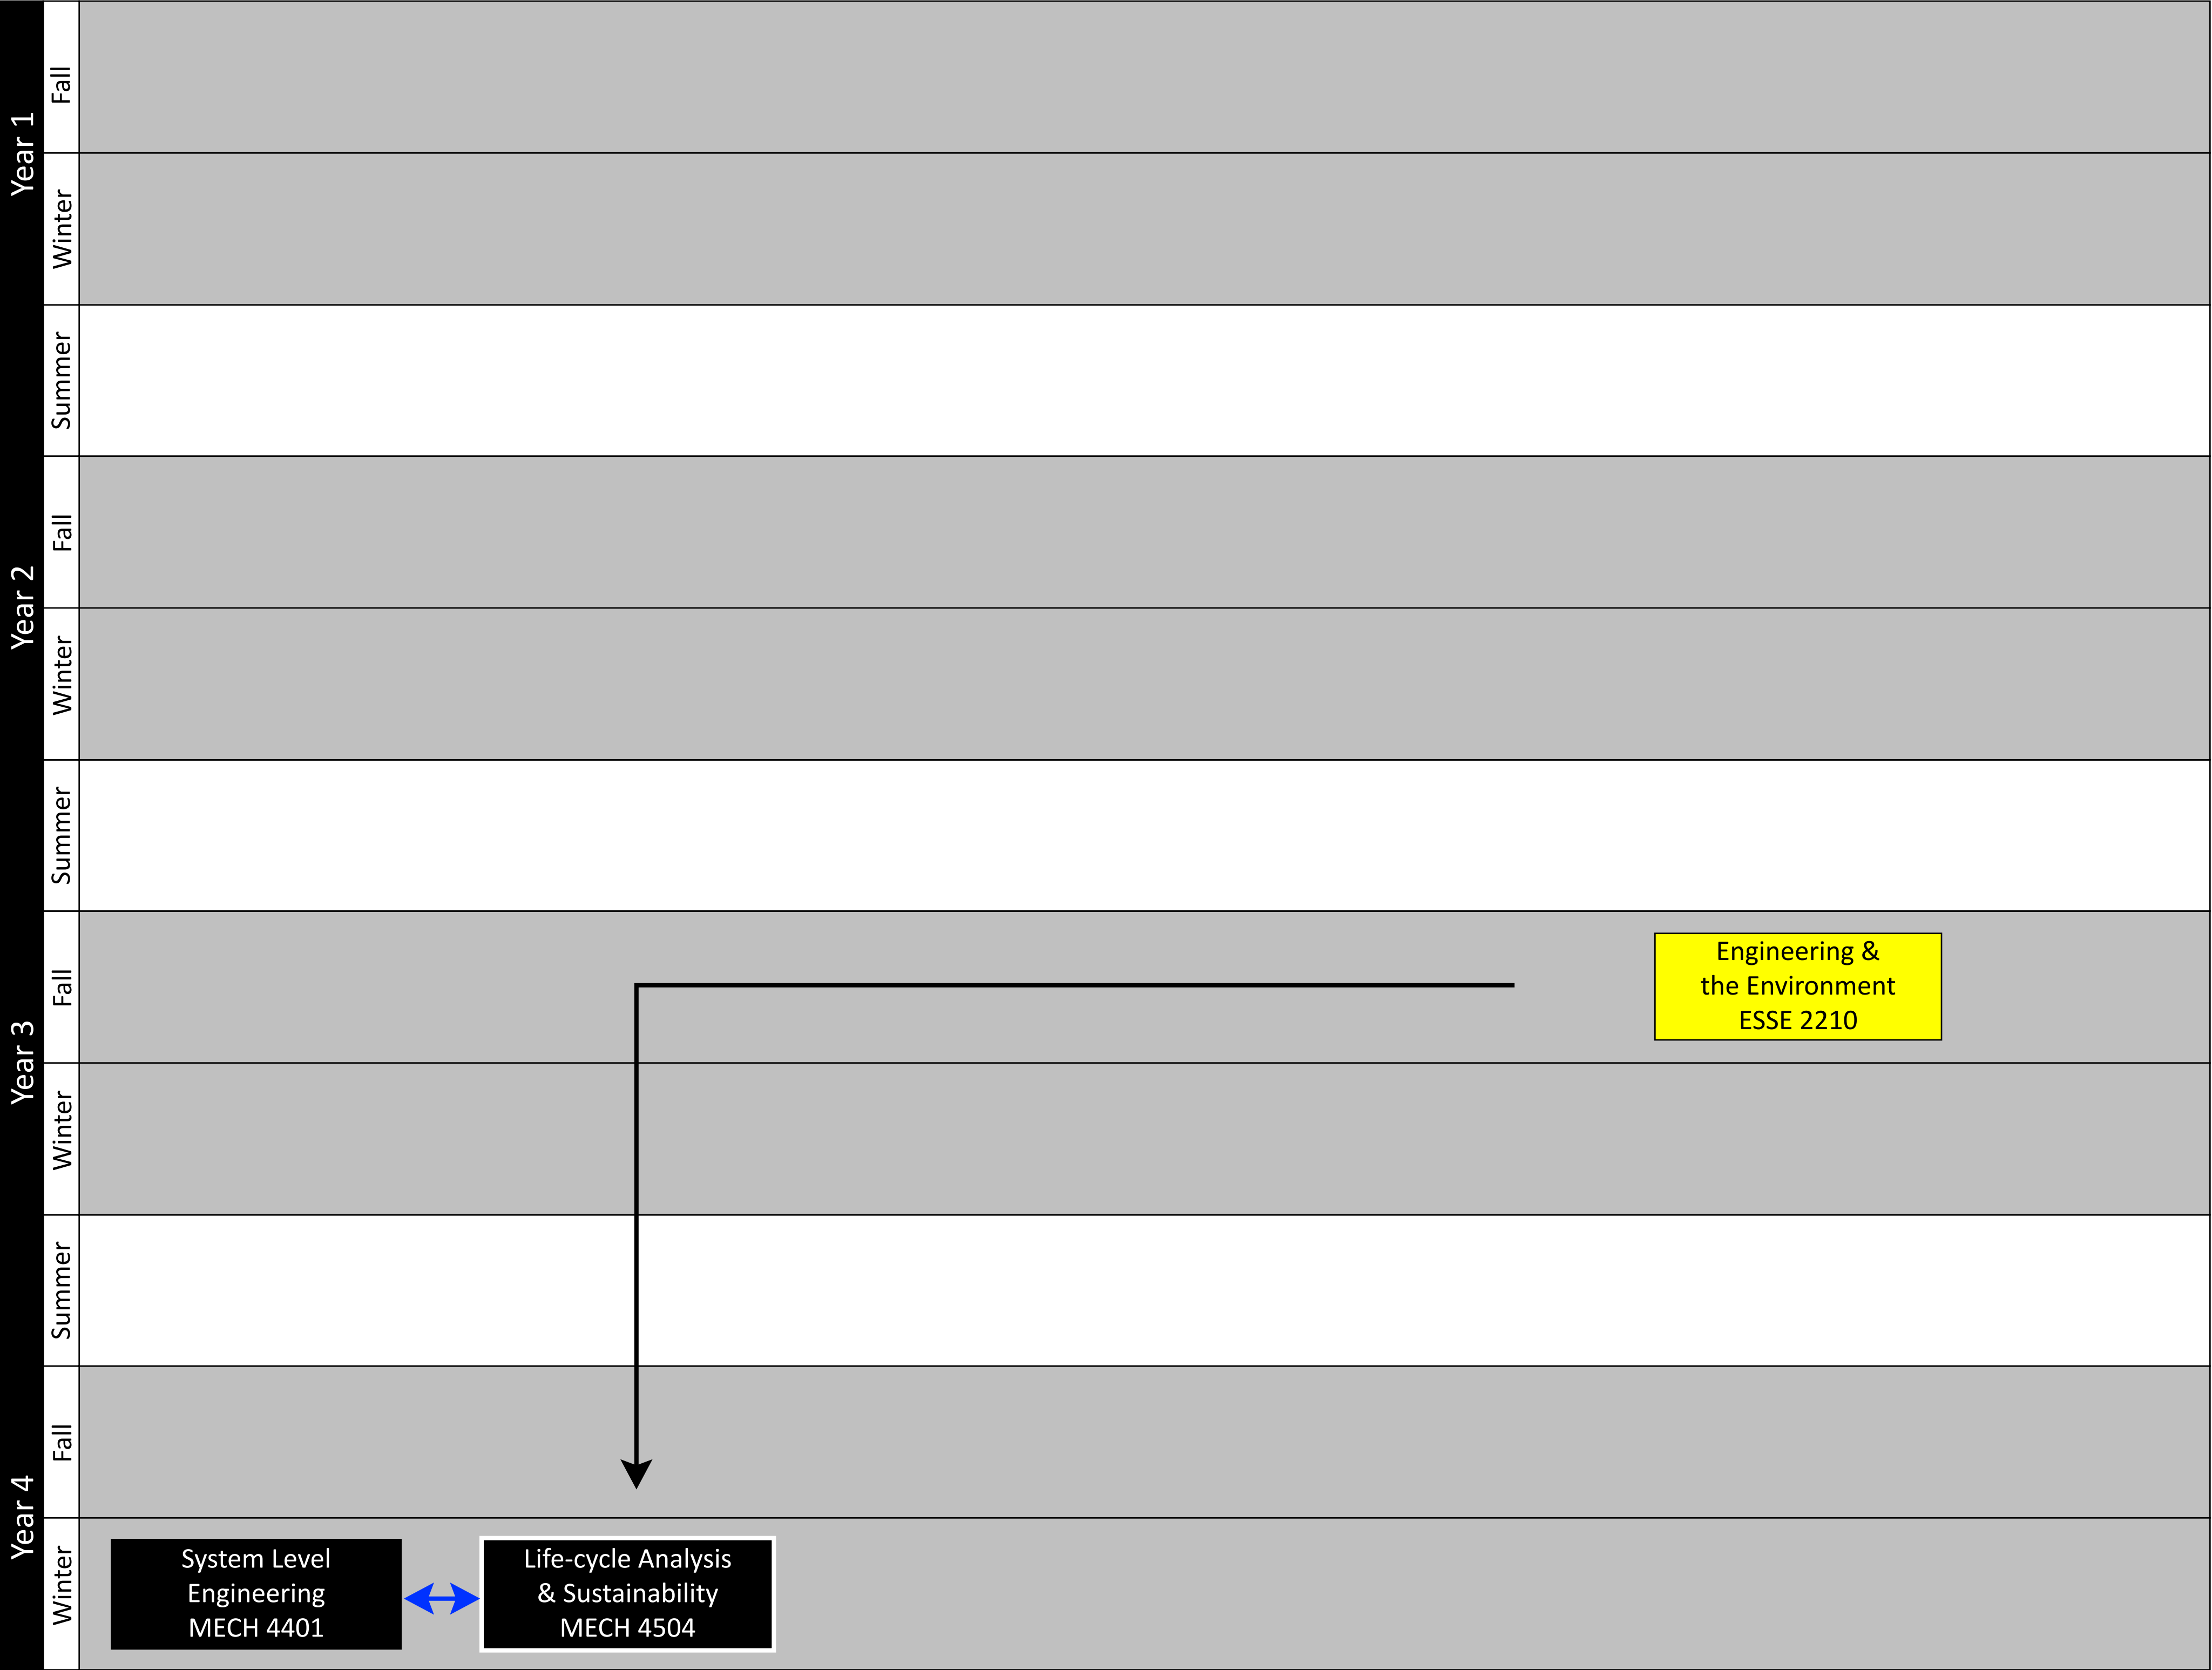 Year 1
Fall
Winter
Summer
Year 2
Fall
Winter
Summer
Year 3
Fall
Engineering &
the Environment
ESSE 2210
Winter
Summer
Year 4
Fall
Winter
System Level
Engineering
MECH 4401
Life-cycle Analysis
& Sustainability
MECH 4504